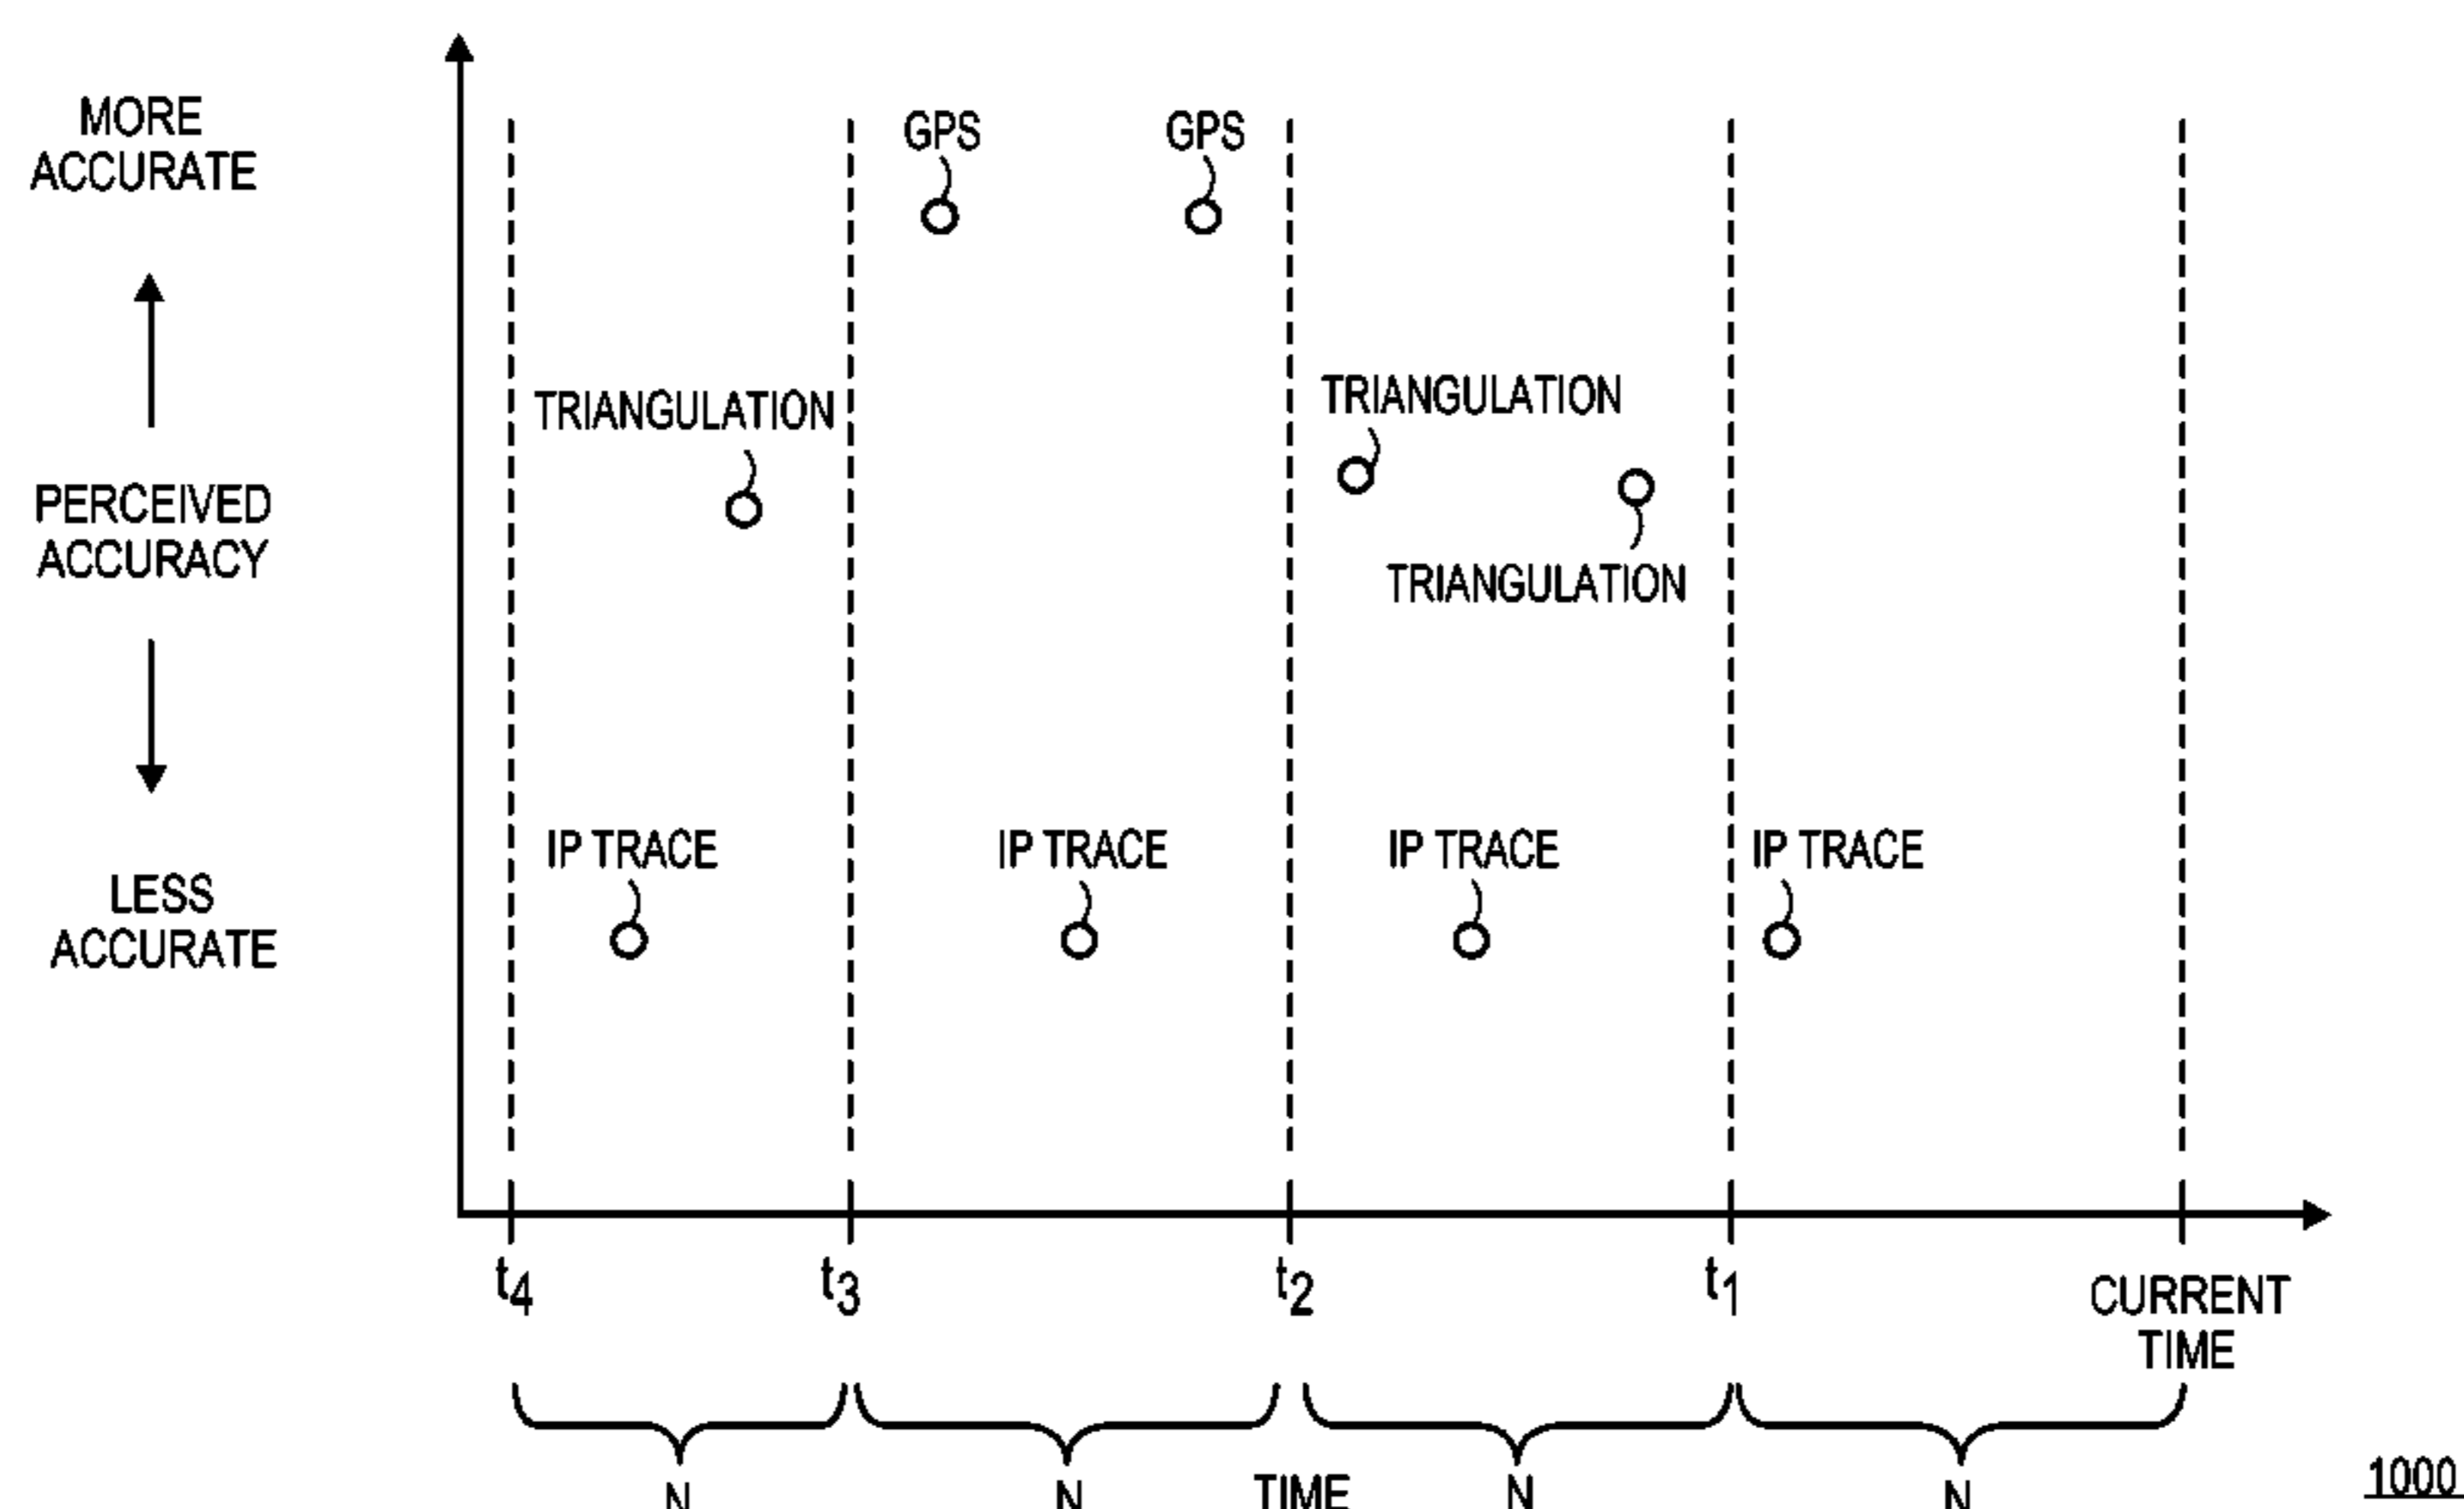 MORE
ACCURATE
PERCEIVED
ACCURACY
LESS
ACCURATE
GPS
GPS
TRIANGULATION
TRIANGULATION
TRIANGULATION
IP TRACE
IP TRACE
IP TRACE
IP TRACE
t4
t3
t2
t1
CURRENT
TIME
N
N
TIME
N
N
1000